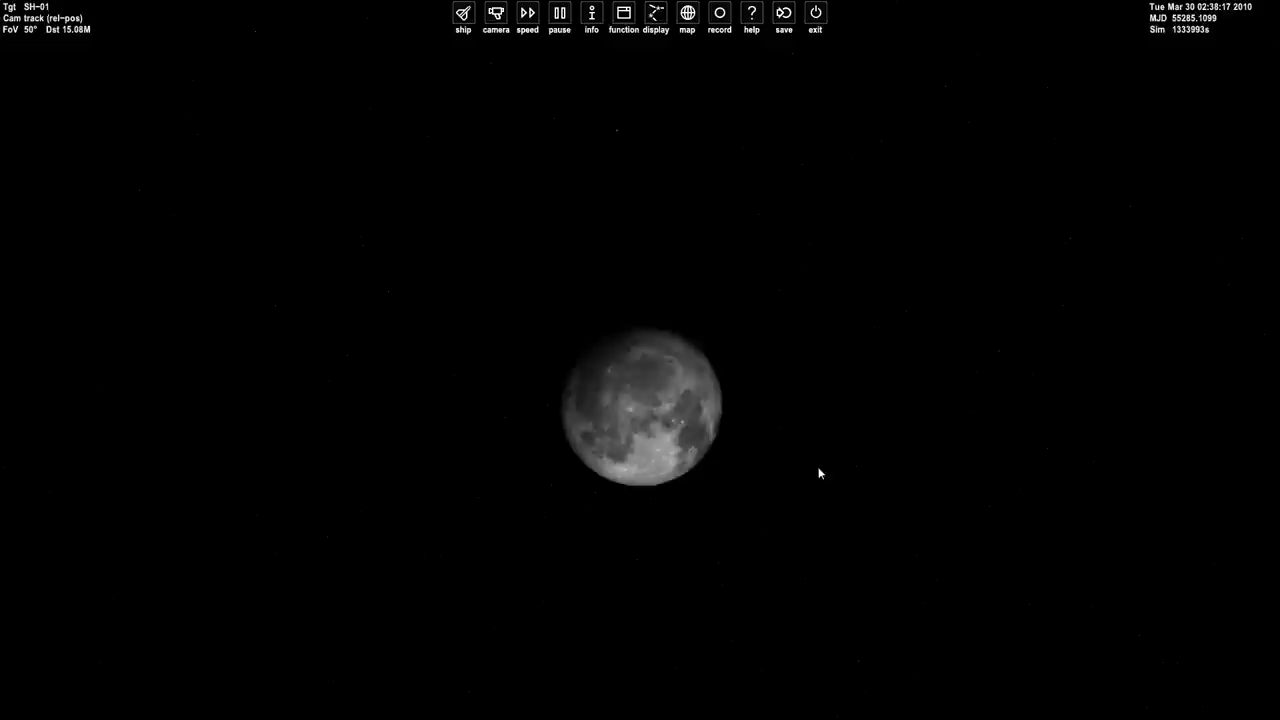 Tgt SH-01
Cam track (rel-pos)
FoV 50° Dst 15.08M
ship camera speed pause info function display map record help save exit
Tue Mar 30 02:38:17 2010
MJD 55285.1099
Sim 1333993s